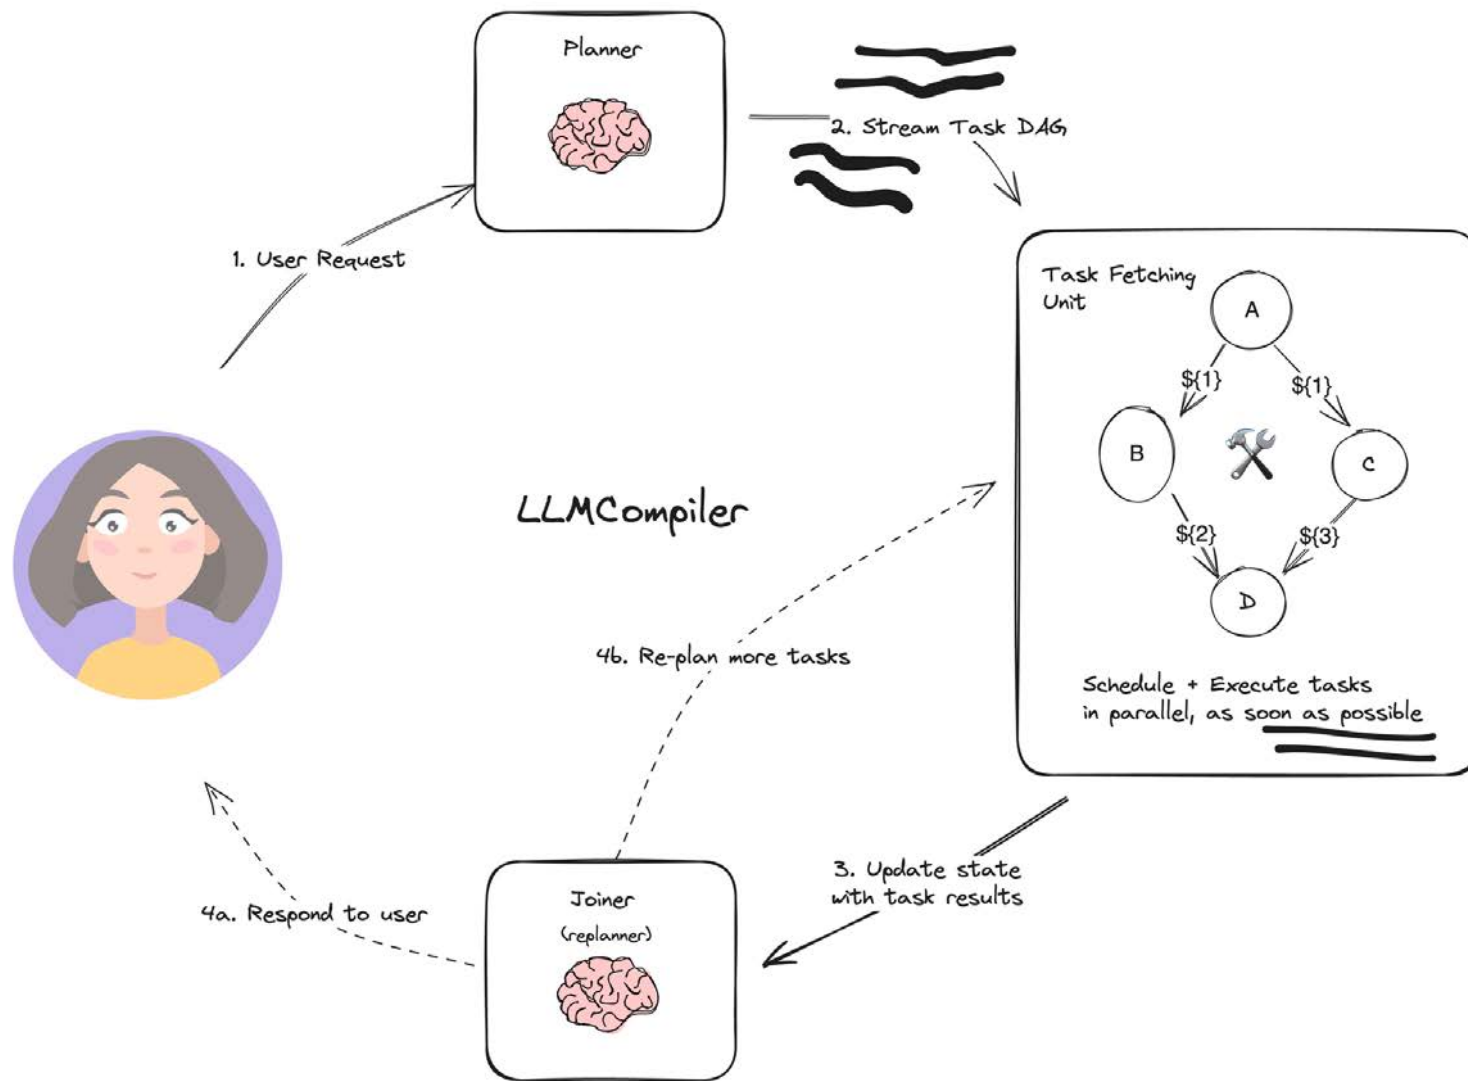 Planner
2. Stream Task DAG
1. User Request
Task Fetching
Unit
A
${1}
${1}
B
C
${2}
${3}
D
Schedule + Execute tasks
in parallel, as soon as possible
LLMCompiler
4b. Re-plan more tasks
3. Update state
with task results
Joiner
(replanner)
4a. Respond to user